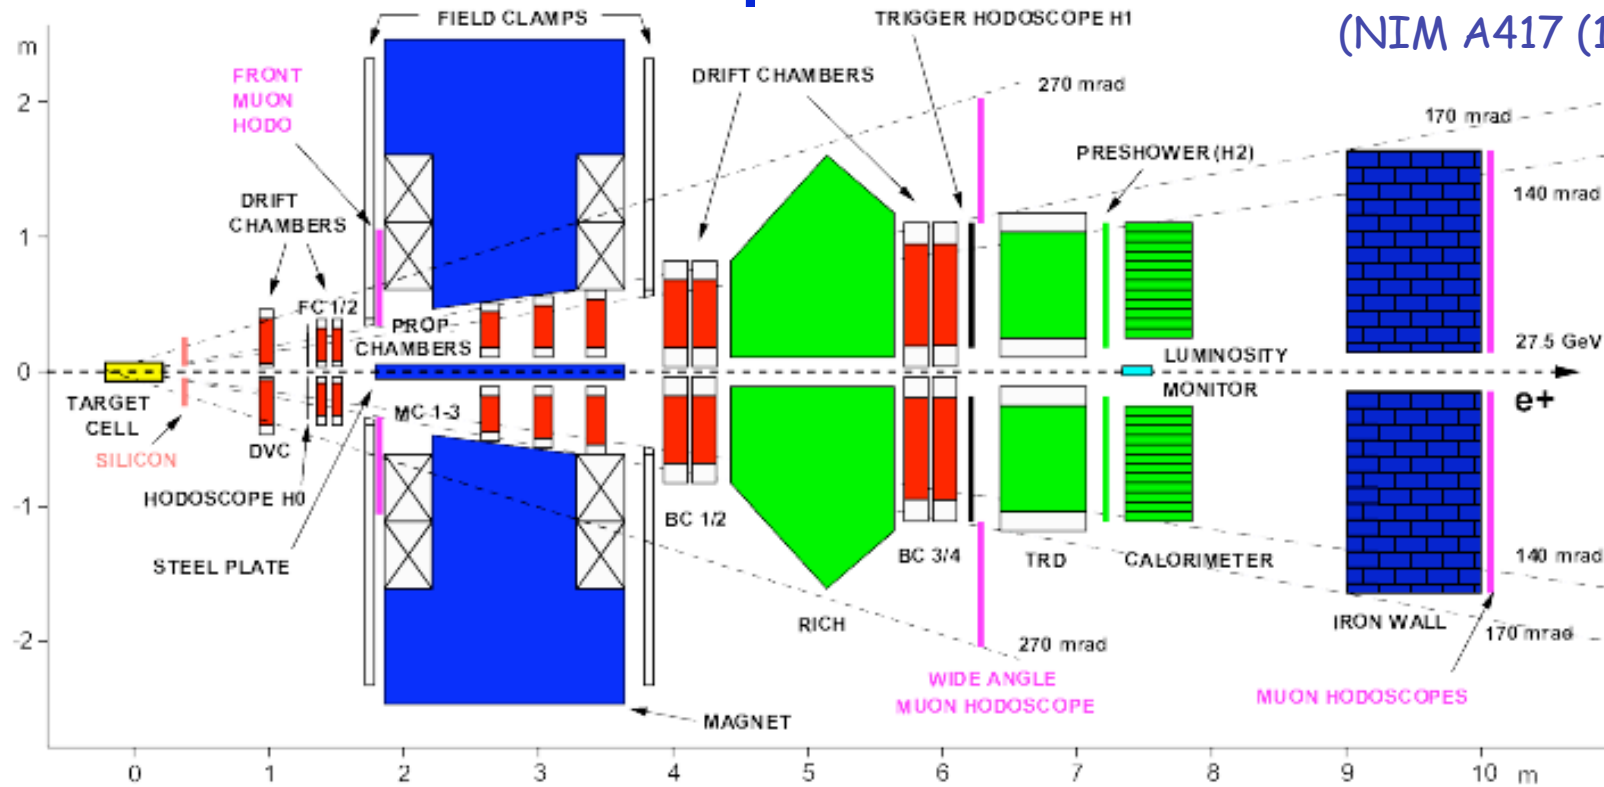 FIELD CLAMPS
TRIGGER HODOSCOPE H1
(NIM A417 (1
m
FRONT
MUON
HODO
DRIFT CHAMBERS
270 mrad
2
170 mrad
PRESHOWER (H2)
DRIFT
CHAMBERS
140 mrad
1
FC 1/2
PROP
CHAMBERS
27.5 GeV
0
LUMINOSITY
MONITOR
e+
TARGET
CELL
MC 1-3
SILICON
DVC
HODOSCOPE H0
-1
BC 1/2
STEEL PLATE
BC 3/4
TRD
CALORIMETER
140 mrad
RICH
IRON WALL
170 mrad
-2
270 mrad
WIDE ANGLE
MUON HODOSCOPE
MUON HODOSCOPES
MAGNET
0 1 2 3 4 5 6 7 8 9 10 m